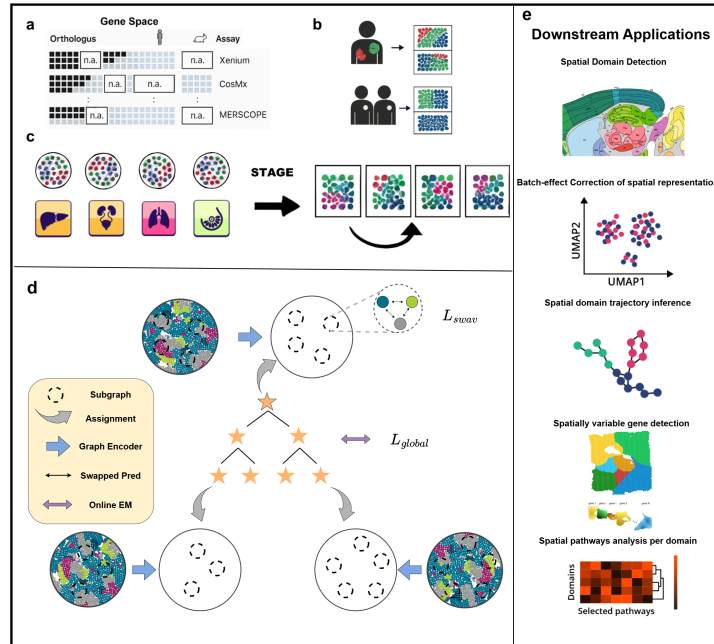 a
Gene Space
Orthologus
Assay
n.a.
n.a.
Xenium
n.a.
n.a.
n.a.
CosMx
n.a.
n.a.
MERSCOPE
b
c
STAGE
d
L_swav
L_global
Subgraph
Assignment
Graph Encoder
Swapped Pred
Online EM
e
Downstream Applications
Spatial Domain Detection
Batch-effect Correction of spatial representation
UMAP2
UMAP1
Spatial domain trajectory inference
Spatially variable gene detection
Spatial pathways analysis per domain
Domains
Selected pathways